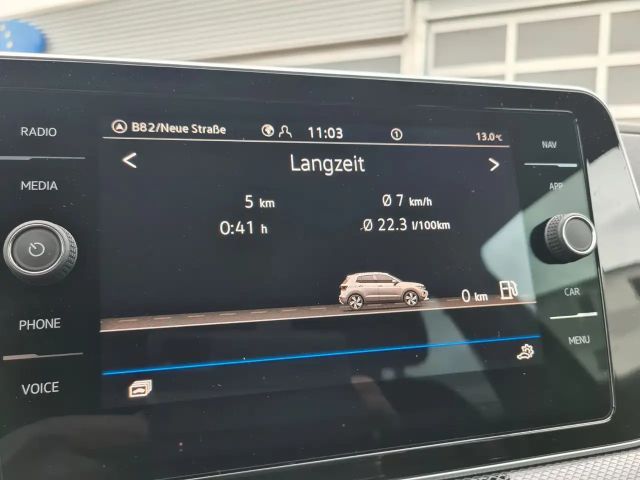 RADIO
MEDIA
PHONE
VOICE
B82/Neue Straße 11:03 13.0°C
< Langzeit >
5 km Ø 7 km/h
0:41 h Ø 22.3 l/100km
0 km
NAV
APP
CAR
MENU